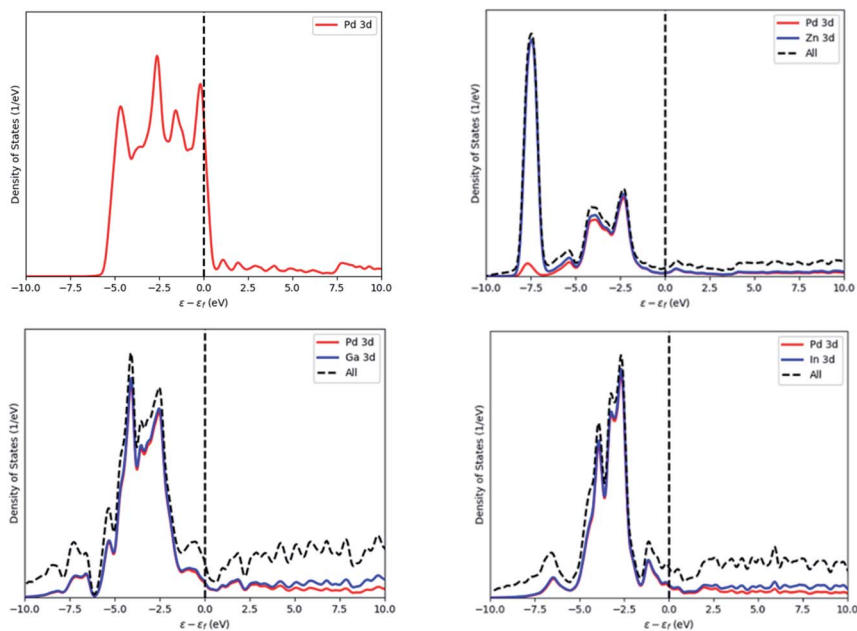 Pd 3d
Density of States (1/eV)
−10.0 −7.5 −5.0 −2.5 0.0 2.5 5.0 7.5 10.0
ε − εf (eV)
Pd 3d
Zn 3d
All
Density of States (1/eV)
−10.0 −7.5 −5.0 −2.5 0.0 2.5 5.0 7.5 10.0
ε − εf (eV)
Pd 3d
Ga 3d
All
Density of States (1/eV)
−10.0 −7.5 −5.0 −2.5 0.0 2.5 5.0 7.5 10.0
ε − εf (eV)
Pd 3d
In 3d
All
Density of States (1/eV)
−10.0 −7.5 −5.0 −2.5 0.0 2.5 5.0 7.5 10.0
ε − εf (eV)